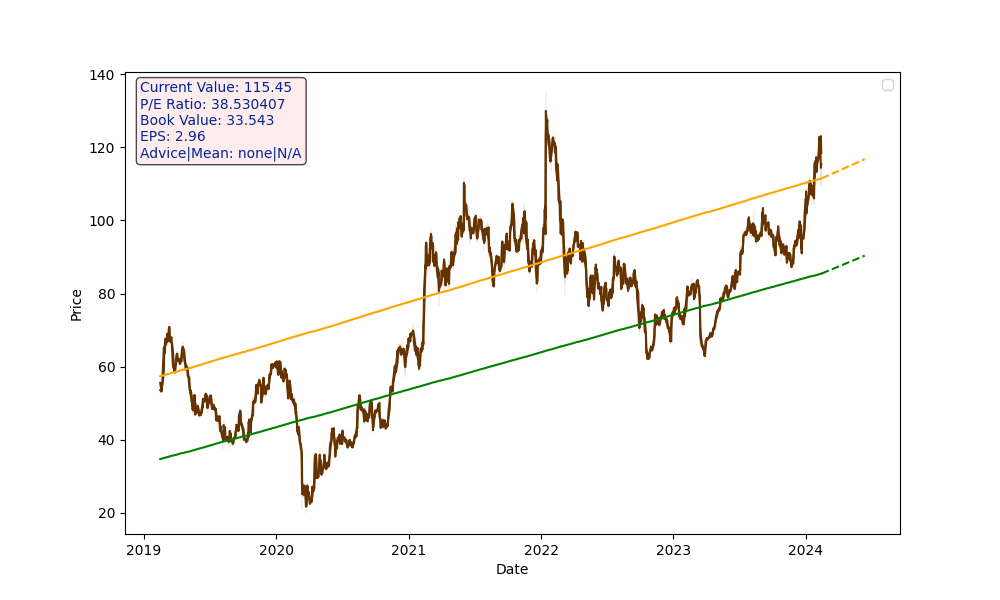 140
120
100
80
60
40
20
Price
Current Value: 115.45
P/E Ratio: 38.530407
Book Value: 33.543
EPS: 2.96
Advice|Mean: none|N/A
2019
2020
2021
2022
2023
2024
Date